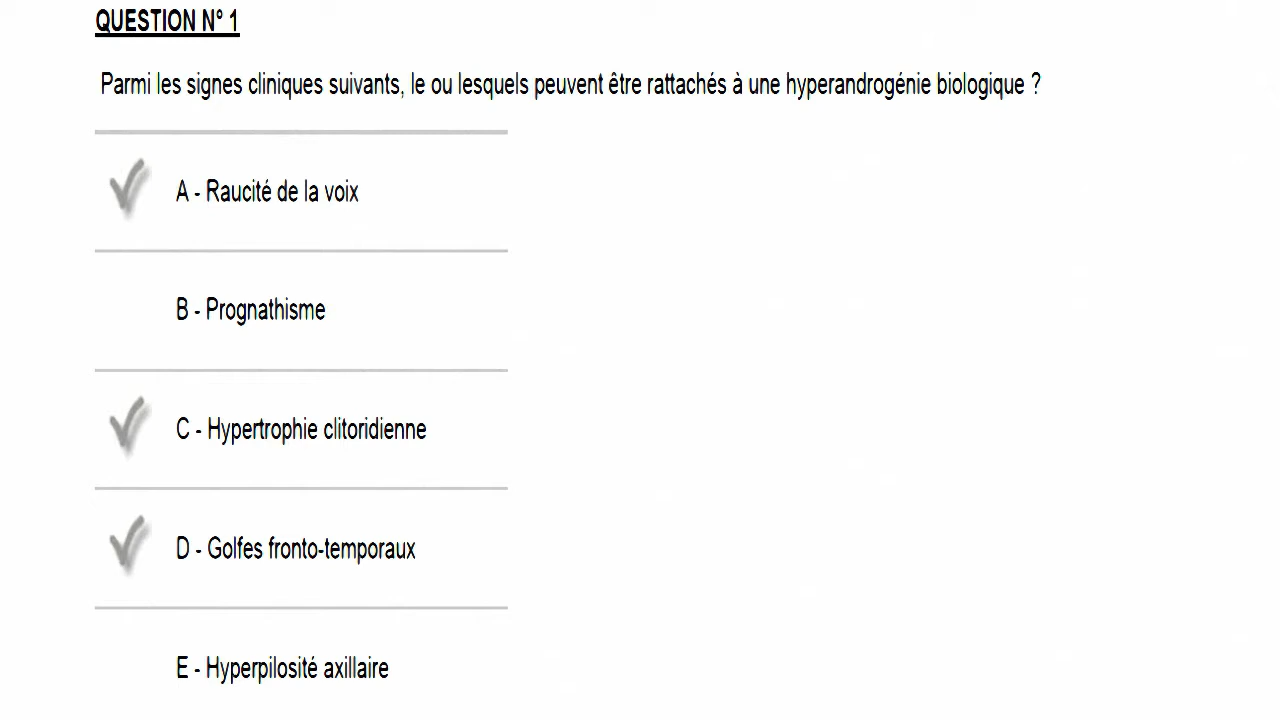 QUESTION N° 1
Parmi les signes cliniques suivants, le ou lesquels peuvent être rattachés à une hyperandrogénie biologique ?
A - Raucité de la voix
B - Prognathisme
C - Hypertrophie clitoridienne
D - Golfes fronto-temporaux
E - Hyperpilosité axillaire